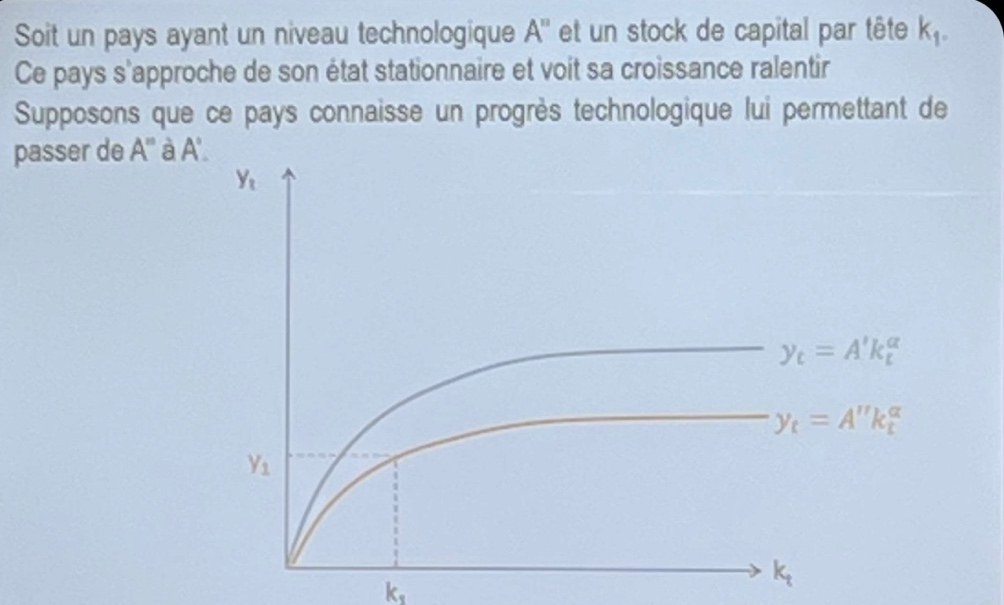 Soit un pays ayant un niveau technologique A" et un stock de capital par tête k₁.
Ce pays s'approche de son état stationnaire et voit sa croissance ralentir
Supposons que ce pays connaisse un progrès technologique lui permettant de
passer de A" à A'.
yₜ
yₜ = A'kₜᵅ
yₜ = A"kₜᵅ
y₁
kₜ
k₁